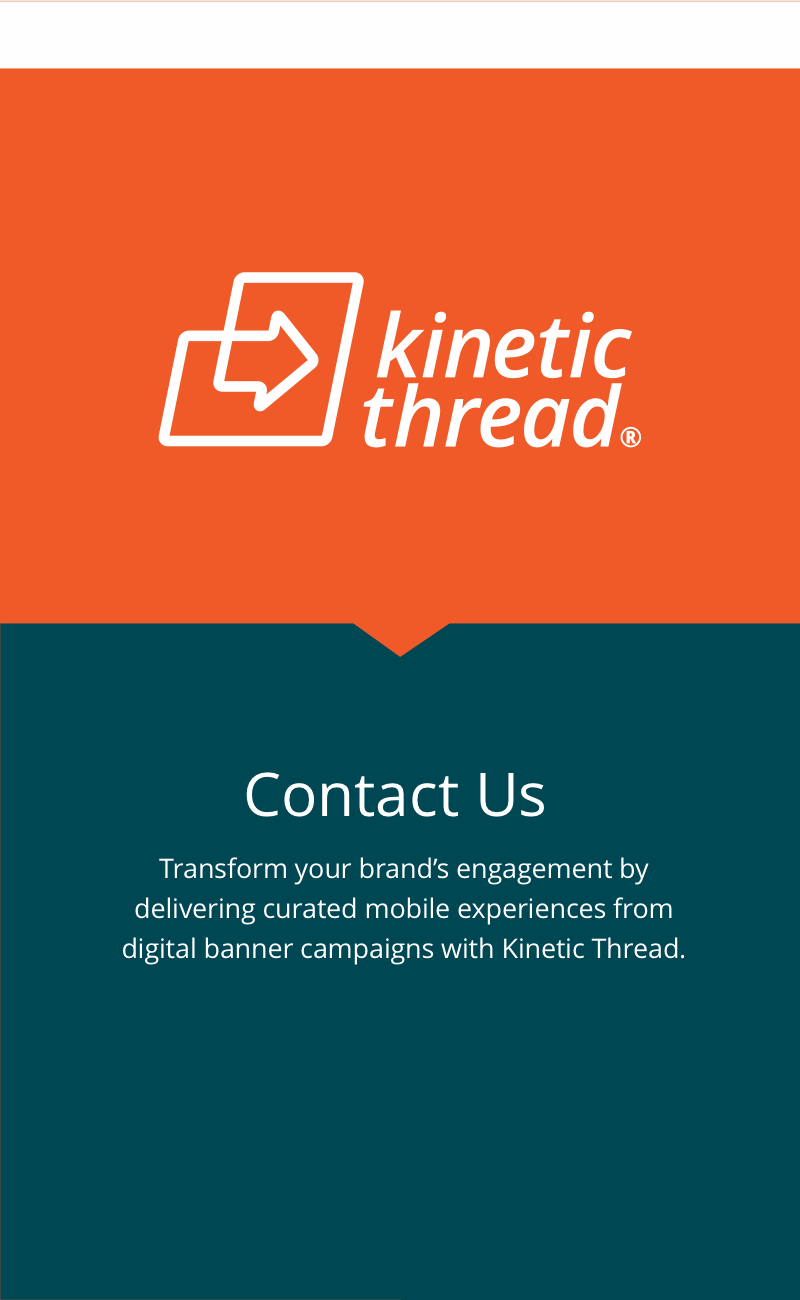 kinetic
thread®
Contact Us
Transform your brand’s engagement by
delivering curated mobile experiences from
digital banner campaigns with Kinetic Thread.